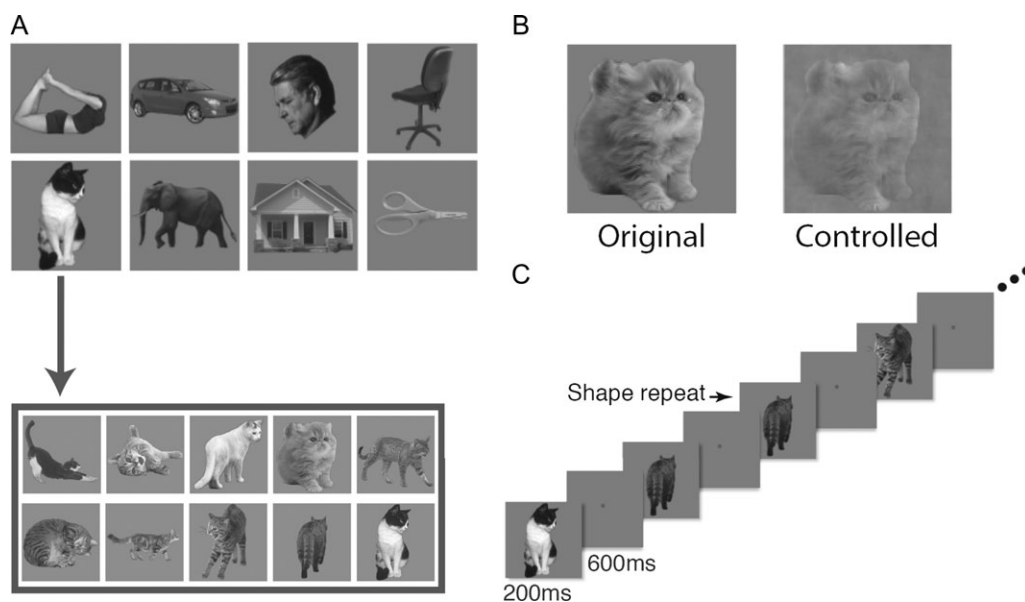 A
B
Original
Controlled
C
Shape repeat
600ms
200ms